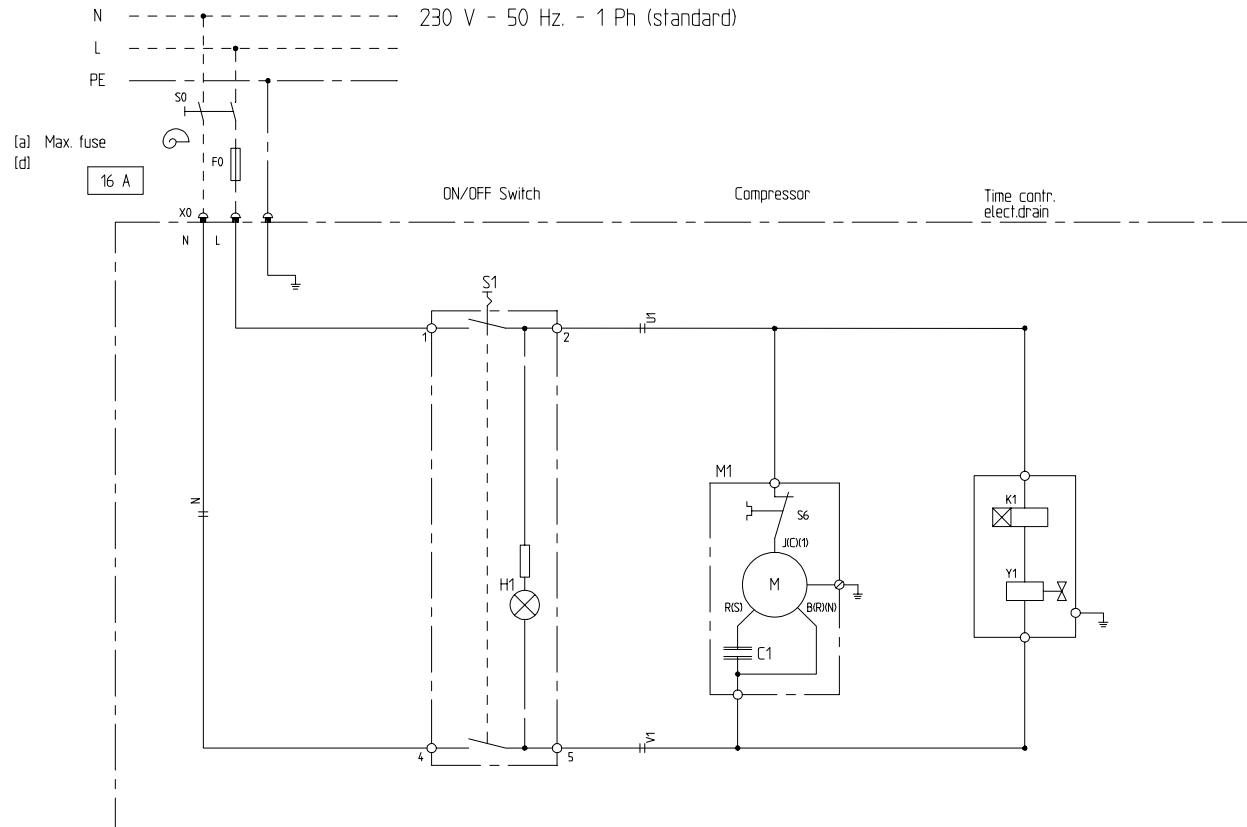 N
230 V - 50 Hz. - 1 Ph (standard)
L
PE
S0
[a] Max. fuse
[d]
F0
16 A
ON/OFF Switch
Compressor
Time contr.
elect.drain
X0
N
L
S1
1
2
U1
M1
S6
J(C)(1)
K1
N
M
Y1
H1
R(S)
B(R)(N)
C1
V1
4
5